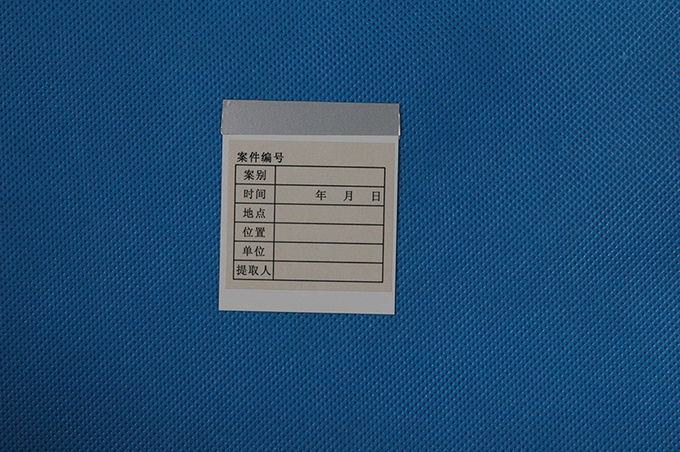 案件编号
案别
时间 年 月 日
地点
位置
单位
提取人